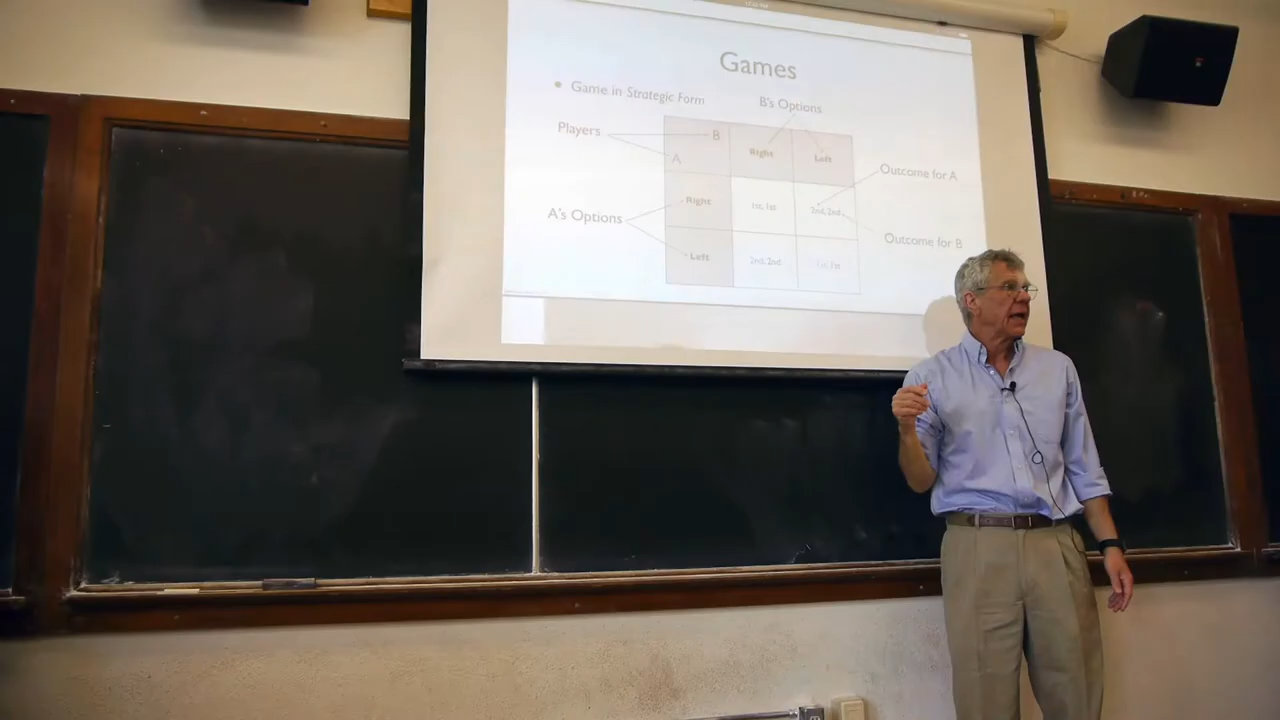 Games
• Game in Strategic Form
B's Options
Players
B
A
Right
Left
Outcome for A
A's Options
Right
1st, 1st
2nd, 2nd
Outcome for B
Left
2nd, 2nd
1st, 1st